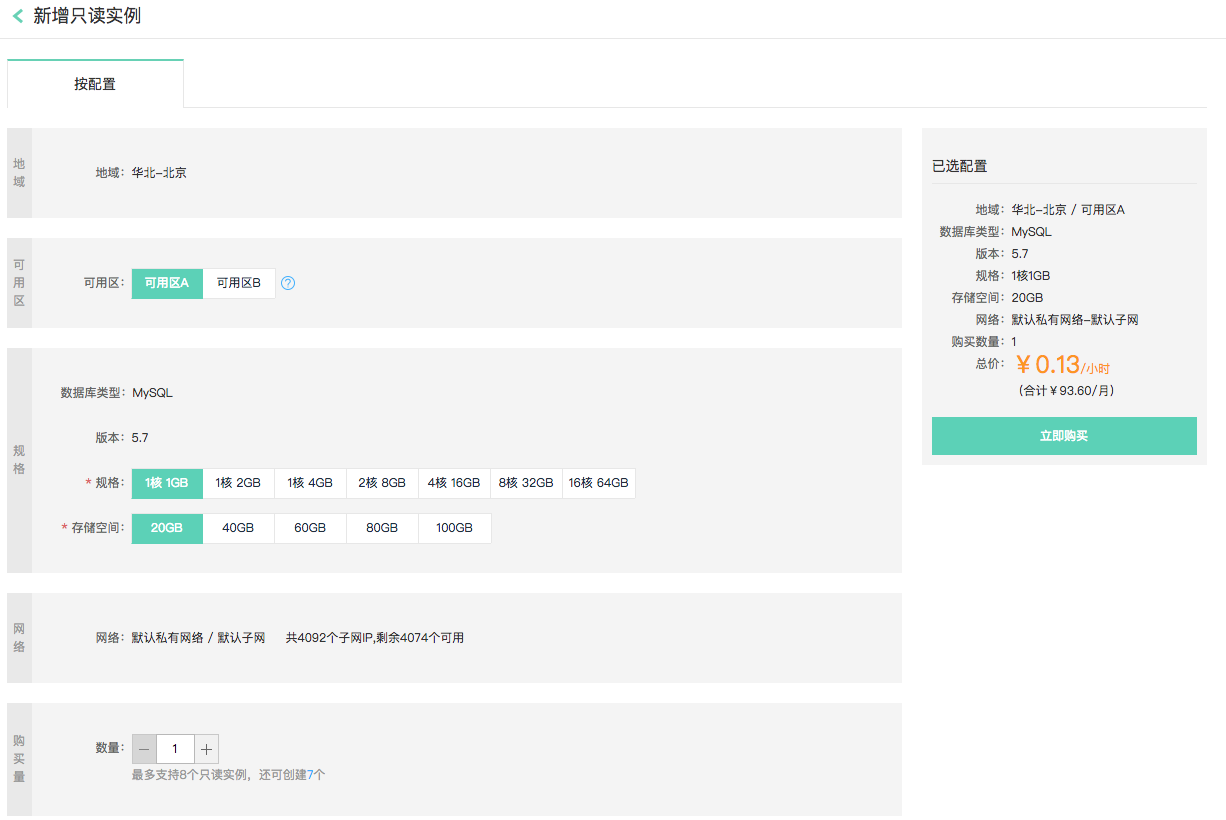 新增只读实例
按配置
地域
地域：华北-北京
可用区
可用区：可用区A 可用区B ?
规格
数据库类型：MySQL
版本：5.7
* 规格：1核 1GB 1核 2GB 1核 4GB 2核 8GB 4核 16GB 8核 32GB 16核 64GB
* 存储空间：20GB 40GB 60GB 80GB 100GB
网络
网络：默认私有网络 / 默认子网 共4092个子网IP,剩余4074个可用
购买量
数量：— 1 +
最多支持8个只读实例，还可创建7个
已选配置
地域：华北-北京 / 可用区A
数据库类型：MySQL
版本：5.7
规格：1核1GB
存储空间：20GB
网络：默认私有网络-默认子网
购买数量：1
总价：￥0.13/小时
(合计￥93.60/月)
立即购买